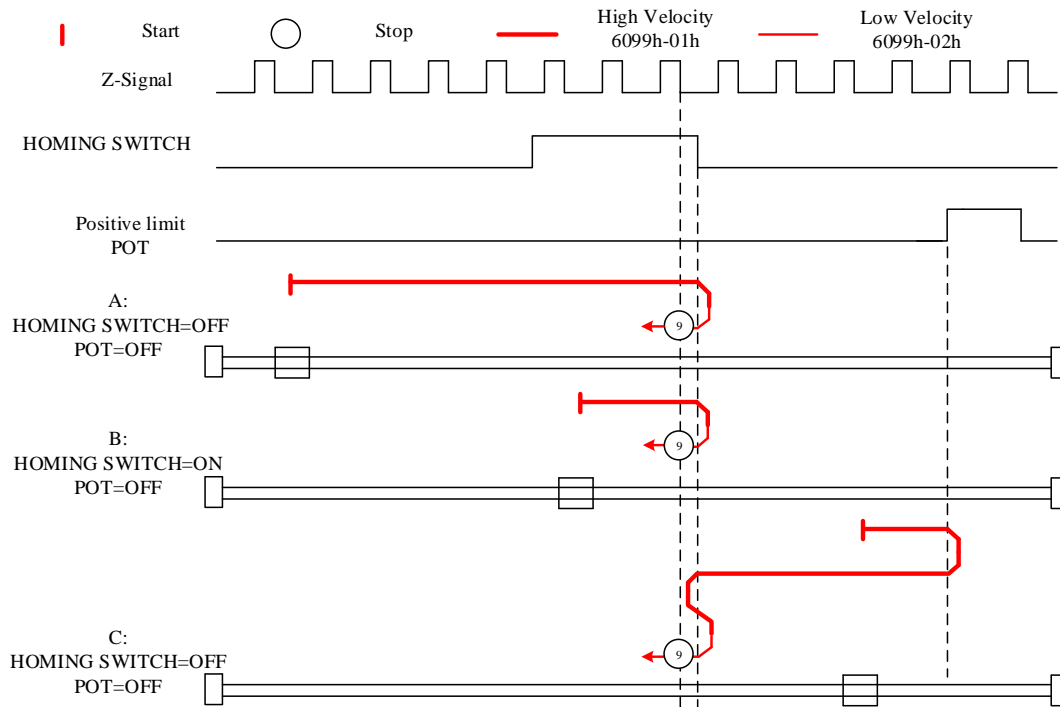 Start
Stop
High Velocity
6099h-01h
Low Velocity
6099h-02h
Z-Signal
HOMING SWITCH
Positive limit
POT
A:
HOMING SWITCH=OFF
POT=OFF
9
B:
HOMING SWITCH=ON
POT=OFF
9
C:
HOMING SWITCH=OFF
POT=OFF
9